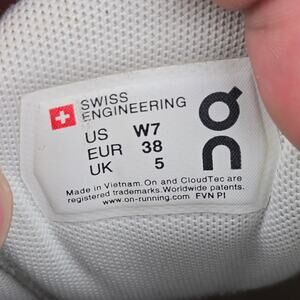 SWISS
ENGINEERING
US W7
EUR 38
UK 5
Made in Vietnam. On and CloudTec are
registered trademarks. Worldwide patents.
www.on-running.com FVN PI
On